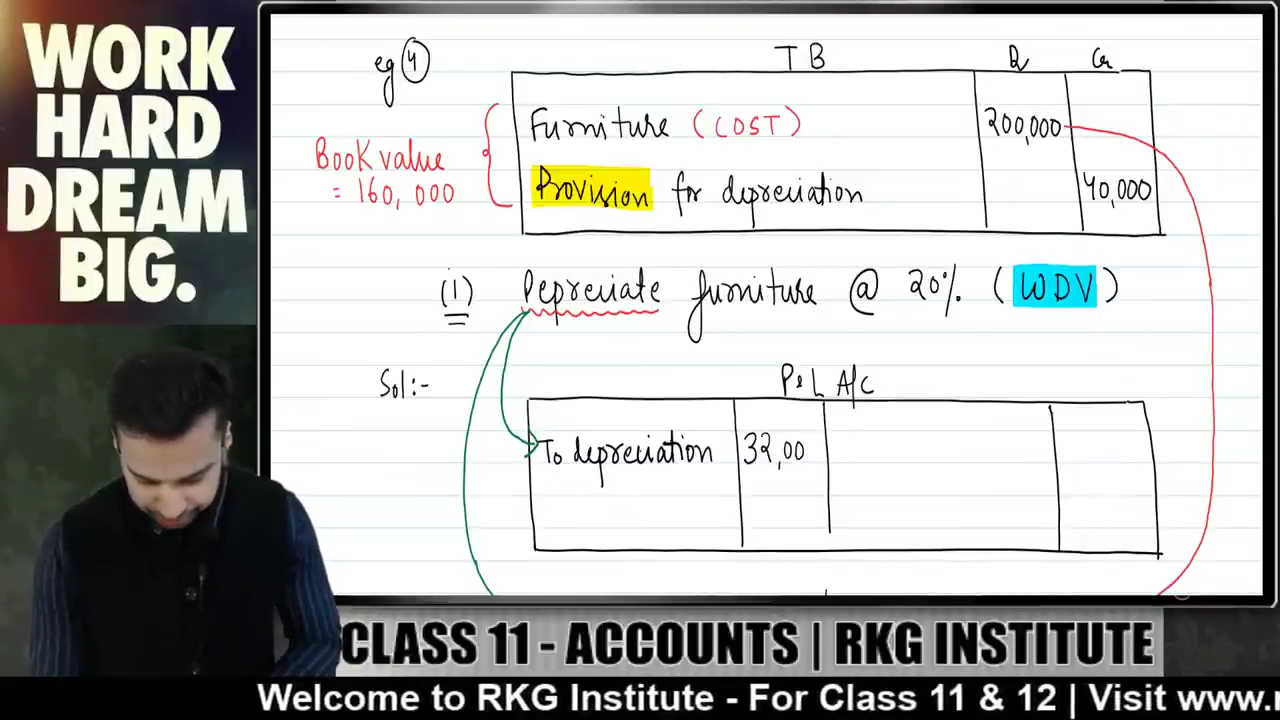 WORK
HARD
DREAM
BIG.
eg 4
TB Dr Cr
Furniture (COST) 200,000
Book value
= 160,000
Provision for depreciation 40,000
(i) Depreciate furniture @ 20% (WDV)
Sol:-
P&L A/C
To depreciation 32,00
CLASS 11 - ACCOUNTS | RKG INSTITUTE
Welcome to RKG Institute - For Class 11 & 12 | Visit www.